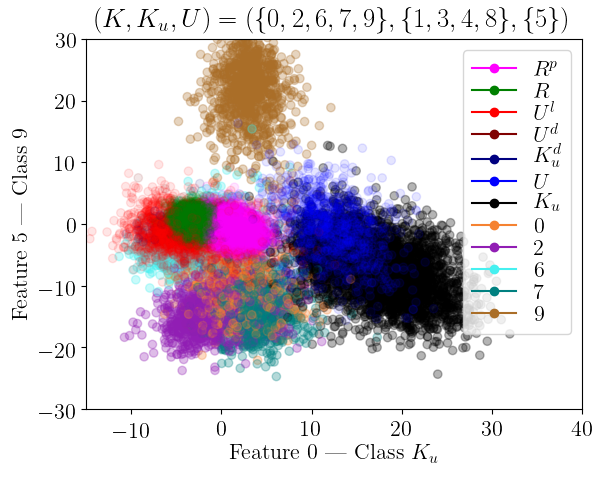 (K, K_u, U) = ({0, 2, 6, 7, 9}, {1, 3, 4, 8}, {5})
30
20
10
0
−10
−20
−30
Feature 5 — Class 9
R^p
R
U^l
U^d
K_u^d
U
K_u
0
2
6
7
9
−10
0
10
20
30
40
Feature 0 — Class K_u